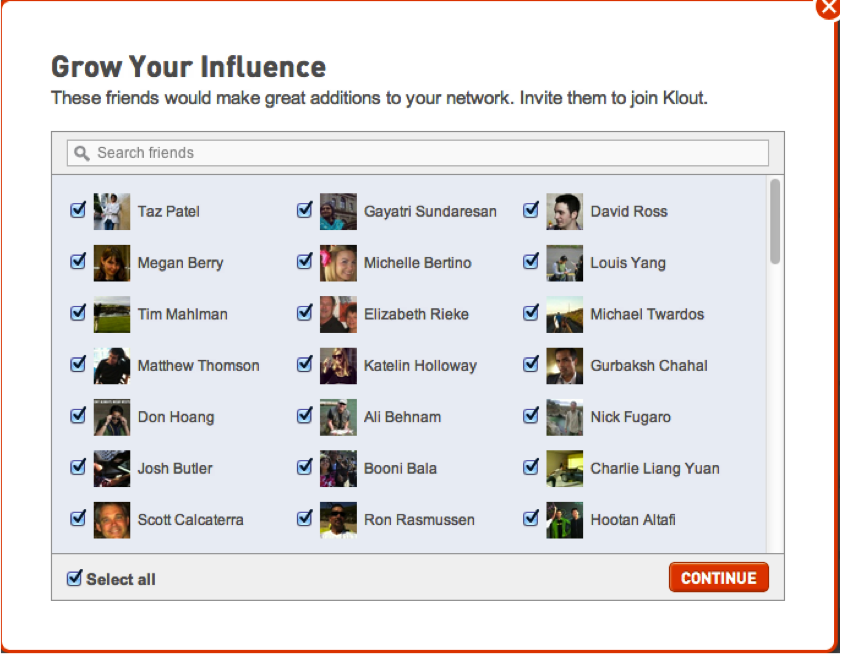 Grow Your Influence
These friends would make great additions to your network. Invite them to join Klout.
Search friends
Taz Patel Gayatri Sundaresan David Ross
Megan Berry Michelle Bertino Louis Yang
Tim Mahlman Elizabeth Rieke Michael Twardos
Matthew Thomson Katelin Holloway Gurbaksh Chahal
Don Hoang Ali Behnam Nick Fugaro
Josh Butler Booni Bala Charlie Liang Yuan
Scott Calcaterra Ron Rasmussen Hootan Altafi
Select all CONTINUE